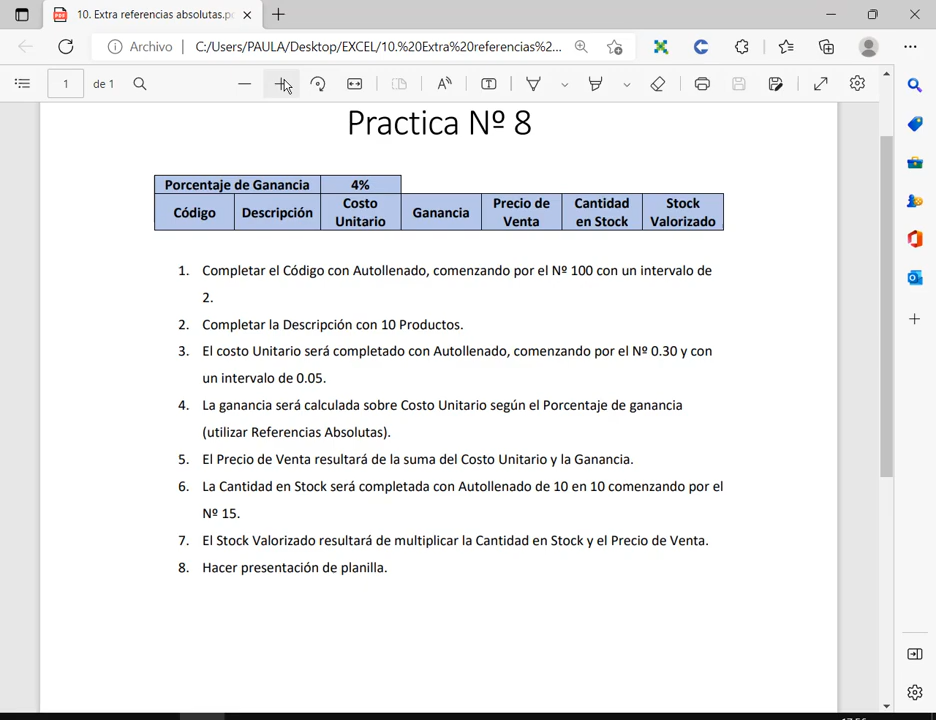 10. Extra referencias absolutas.pd
Archivo
C:/Users/PAULA/Desktop/EXCEL/10.%20Extra%20referencias%2...
1 de 1
Practica Nº 8
Porcentaje de Ganancia 4%
Código Descripción Costo Unitario Ganancia Precio de Venta Cantidad en Stock Stock Valorizado
1. Completar el Código con Autollenado, comenzando por el Nº 100 con un intervalo de
2.
2. Completar la Descripción con 10 Productos.
3. El costo Unitario será completado con Autollenado, comenzando por el Nº 0.30 y con
un intervalo de 0.05.
4. La ganancia será calculada sobre Costo Unitario según el Porcentaje de ganancia
(utilizar Referencias Absolutas).
5. El Precio de Venta resultará de la suma del Costo Unitario y la Ganancia.
6. La Cantidad en Stock será completada con Autollenado de 10 en 10 comenzando por el
Nº 15.
7. El Stock Valorizado resultará de multiplicar la Cantidad en Stock y el Precio de Venta.
8. Hacer presentación de planilla.